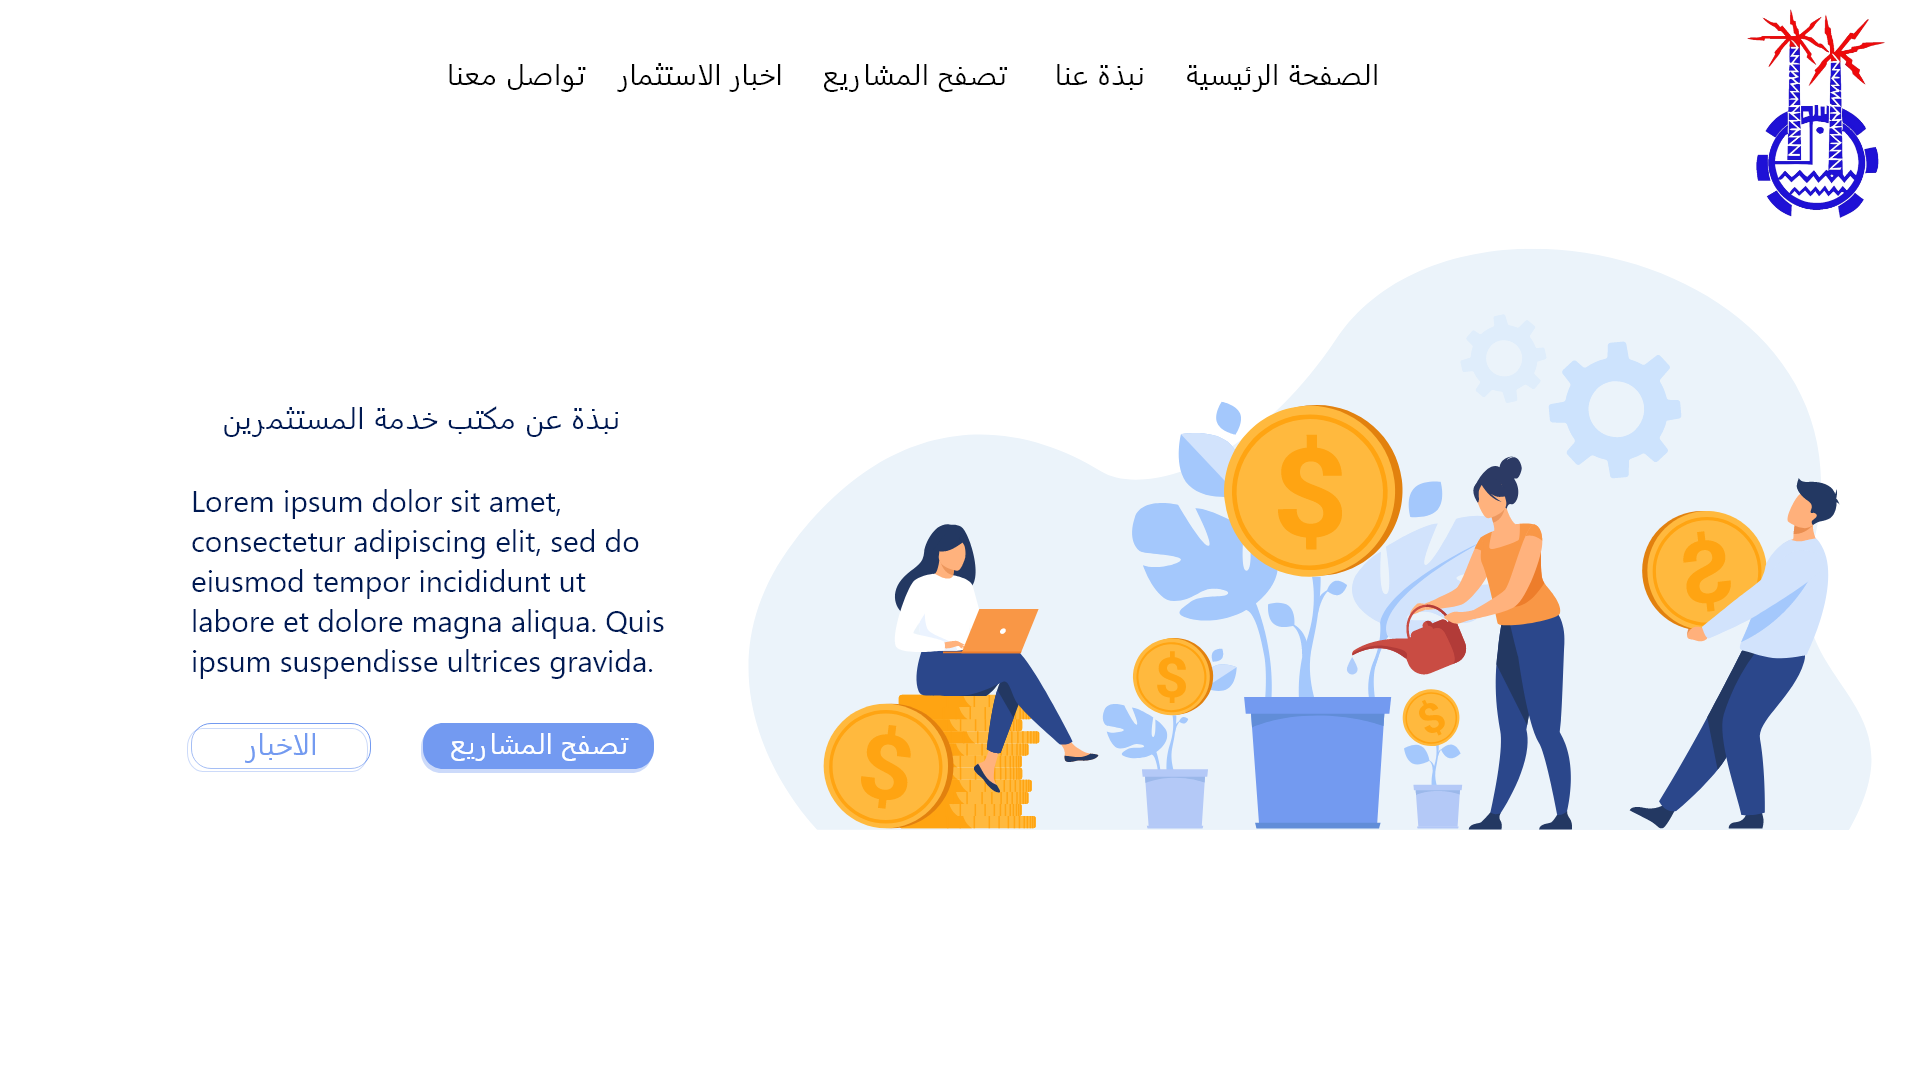 الصفحة الرئيسية
نبذة عنا
تصفح المشاريع
اخبار الاستثمار
تواصل معنا
نبذة عن مكتب خدمة المستثمرين
Lorem ipsum dolor sit amet,
consectetur adipiscing elit, sed do
eiusmod tempor incididunt ut
labore et dolore magna aliqua. Quis
ipsum suspendisse ultrices gravida.
تصفح المشاريع
الاخبار